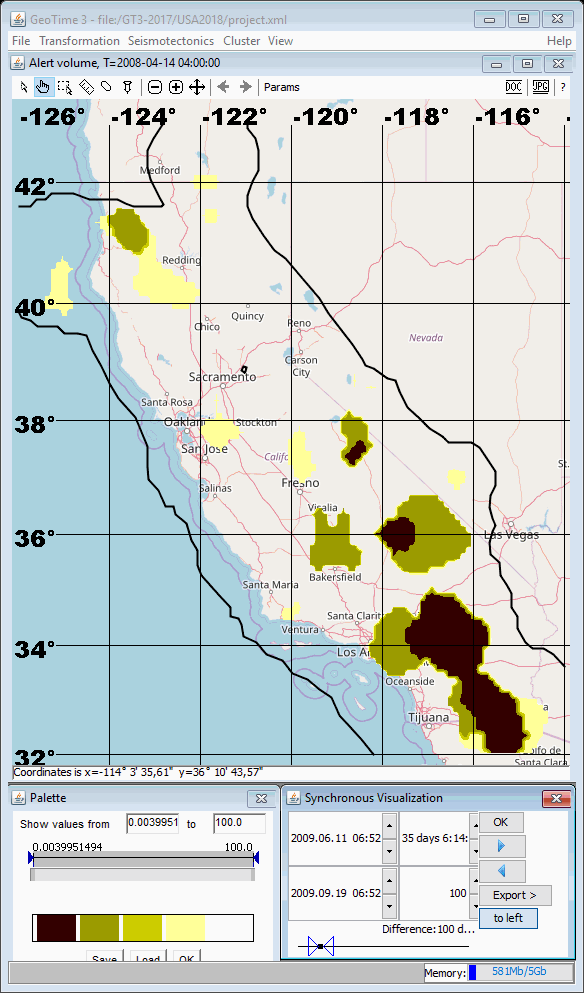 GeoTime 3 - file:/GT3-2017/USA2018/project.xml
File Transformation Seismotectonics Cluster View Help
Alert volume, T=2008-04-14 04:00:00
Params DOC JPG ?
-126° -124° -122° -120° -118° -116°
Medford
42°
Redding
40°
Quincy
Chico
Reno
Nevada
Carson
City
Sacramento
Santa Rosa
38°
Oakland
Stockton
San Jose
Califc
Fresno
Salinas
Visalia
36°
Las Vegas
St.
Bakersfield
Santa Maria
Santa Clarit
Ventura
34°
Los An
Oceanside
Tijuana
a
32°
olfo de
Santa Clara
Coordinates is x=-114° 3' 35,61" y=36° 10' 43,57"
Palette
Show values from 0.0039951 to 100.0
0.0039951494 100.0
Save Load OK
Synchronous Visualization
2009.06.11 06:52 35 days 6:14: OK
2009.09.19 06:52 100
Export >
to left
Difference:100 d...
Memory: 581Mb/5Gb